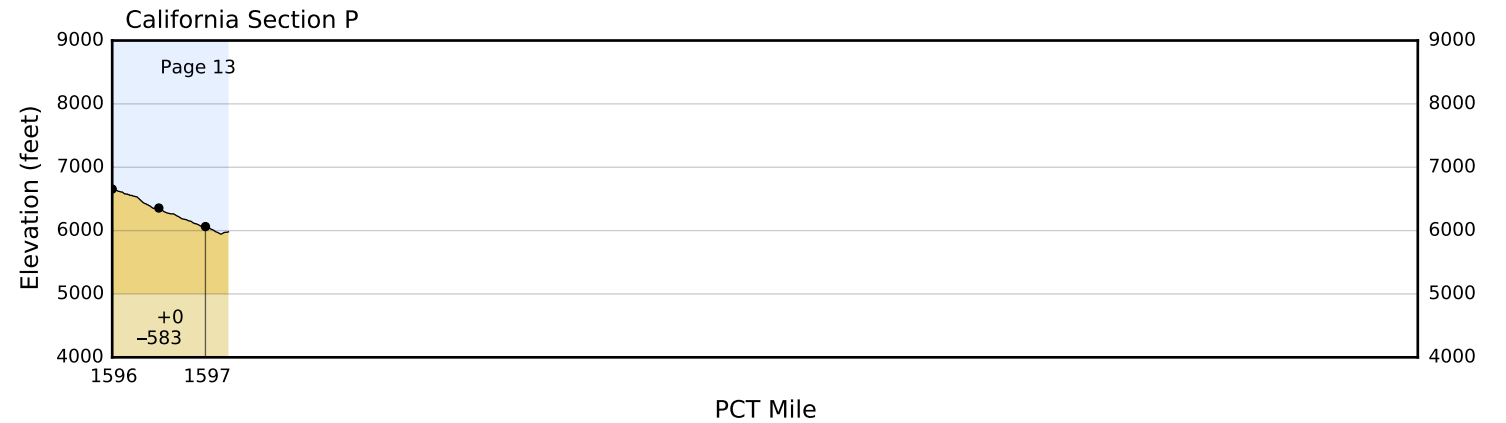 California Section P
9000 9000
Page 13
8000 8000
7000 7000
6000 6000
5000 5000
+0
−583
4000 4000
1596 1597
Elevation (feet)
PCT Mile